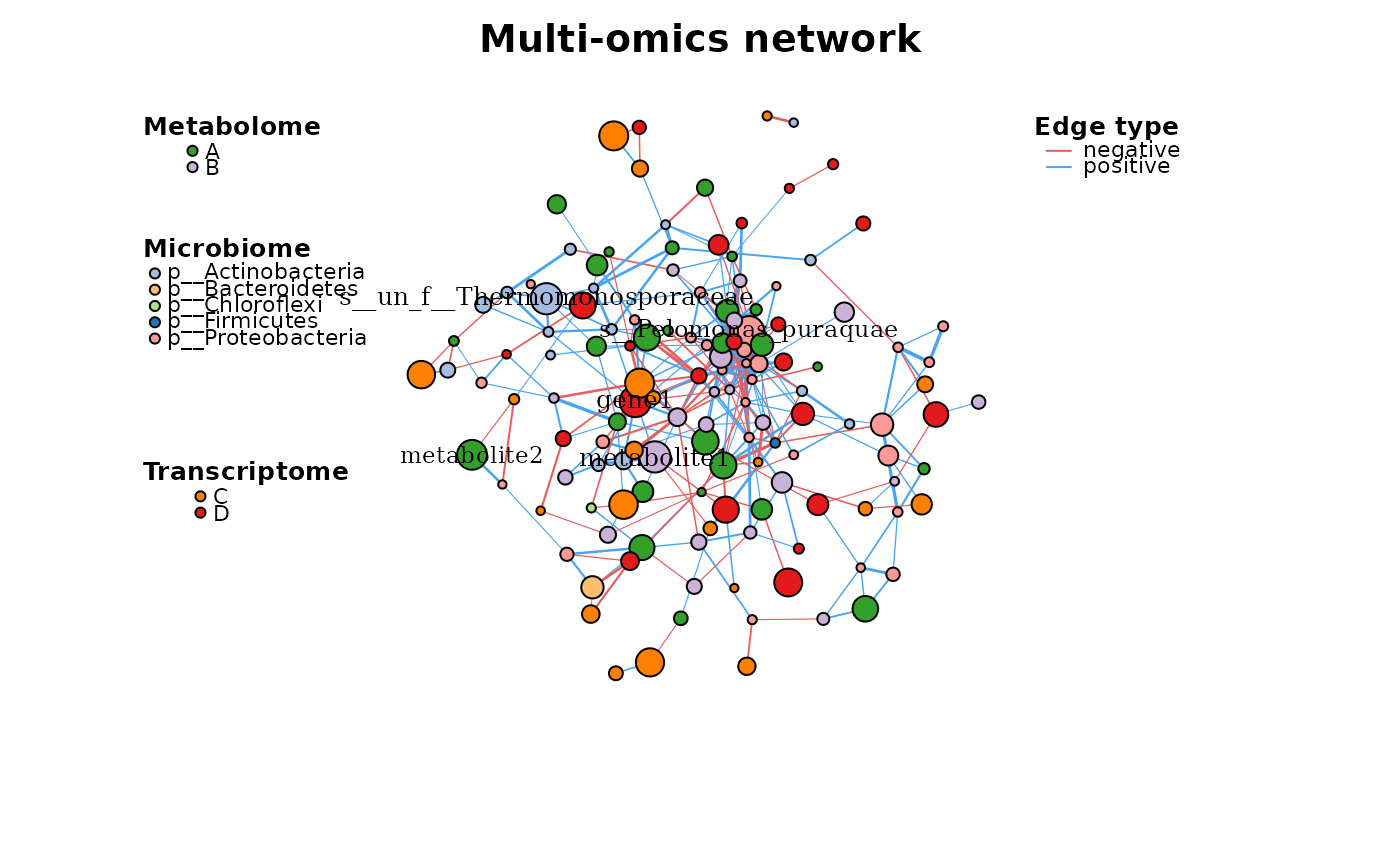 Multi-omics network
Metabolome
A
B
Microbiome
p__Actinobacteria
p__Bacteroidetes
p__Chloroflexi
p__Firmicutes
p__Proteobacteria
Transcriptome
C
D
s__un_f__Thermomonosporaceae
s__Pelomonas_puraquae
gene1
metabolite2
metabolite1
Edge type
negative
positive